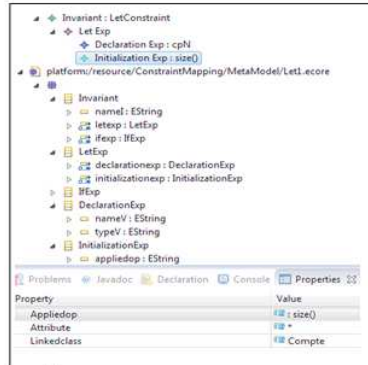 Invariant : LetConstraint
Let Exp
Declaration Exp : cpN
Initialization Exp : size()
platform:/resource/ConstraintMapping/MetaModel/Let1.ecore
Invariant
nameI : EString
letexp : LetExp
ifexp : IfExp
LetExp
declarationexp : DeclarationExp
initializationexp : InitializationExp
IfExp
DeclarationExp
nameV : EString
typeV : EString
InitializationExp
appliedop : EString
Problems Javadoc Declaration Console Properties
Property Value
Appliedop : size()
Attribute *
Linkedclass Compte